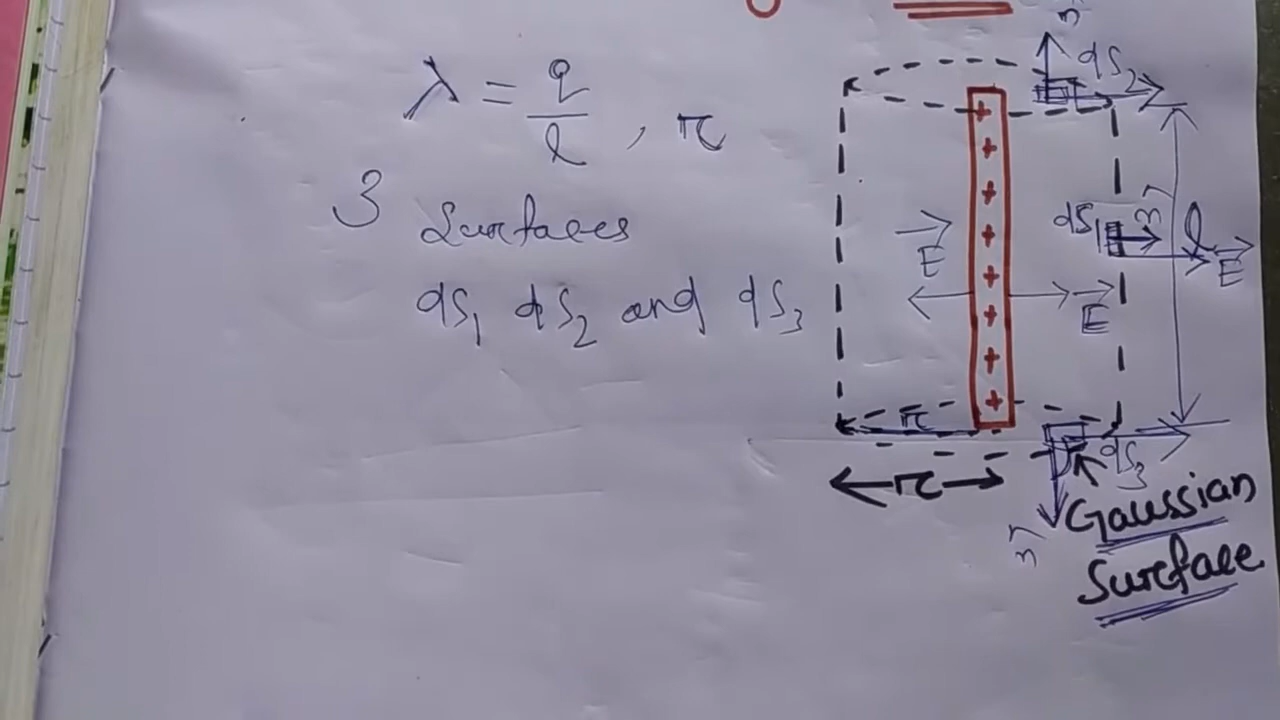 λ = q/l , r
3 Surfaces
dS₁ dS₂ and dS₃
n̂
dS₂
+
+
+
+
+
+
+
+
E⃗
E⃗
dS₁
n̂
l
E⃗
r
r
dS₃
n̂
Gaussian
Surface